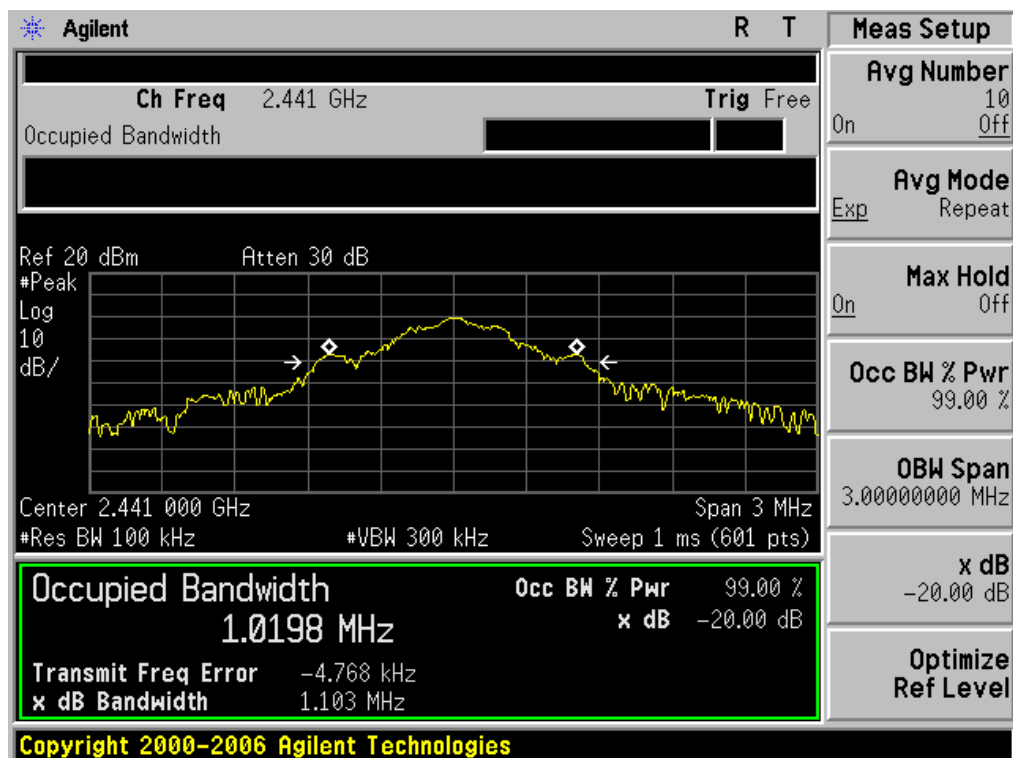 Agilent R T
Ch Freq 2.441 GHz Trig Free
Occupied Bandwidth
Ref 20 dBm Atten 30 dB
#Peak
Log
10
dB/
Center 2.441 000 GHz Span 3 MHz
#Res BW 100 kHz #VBW 300 kHz Sweep 1 ms (601 pts)
Occupied Bandwidth Occ BW % Pwr 99.00 %
1.0198 MHz x dB -20.00 dB
Transmit Freq Error -4.768 kHz
x dB Bandwidth 1.103 MHz
Copyright 2000-2006 Agilent Technologies
Meas Setup
Avg Number
10
On Off
Avg Mode
Exp Repeat
Max Hold
On Off
Occ BW % Pwr
99.00 %
OBW Span
3.00000000 MHz
x dB
-20.00 dB
Optimize
Ref Level